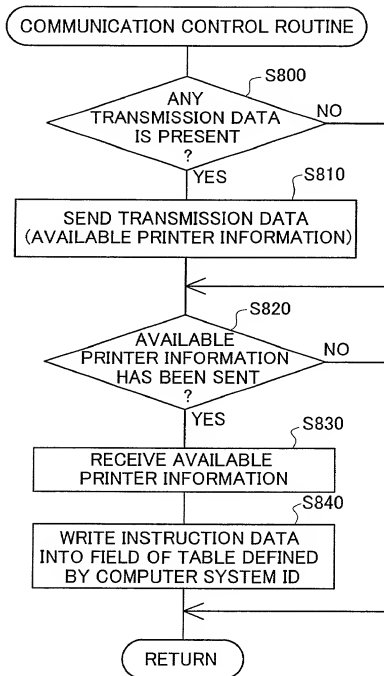 COMMUNICATION CONTROL ROUTINE
S800
ANY
TRANSMISSION DATA
IS PRESENT
?
NO
YES
S810
SEND TRANSMISSION DATA
(AVAILABLE PRINTER INFORMATION)
S820
AVAILABLE
PRINTER INFORMATION
HAS BEEN SENT
?
NO
YES
S830
RECEIVE AVAILABLE
PRINTER INFORMATION
S840
WRITE INSTRUCTION DATA
INTO FIELD OF TABLE DEFINED
BY COMPUTER SYSTEM ID
RETURN